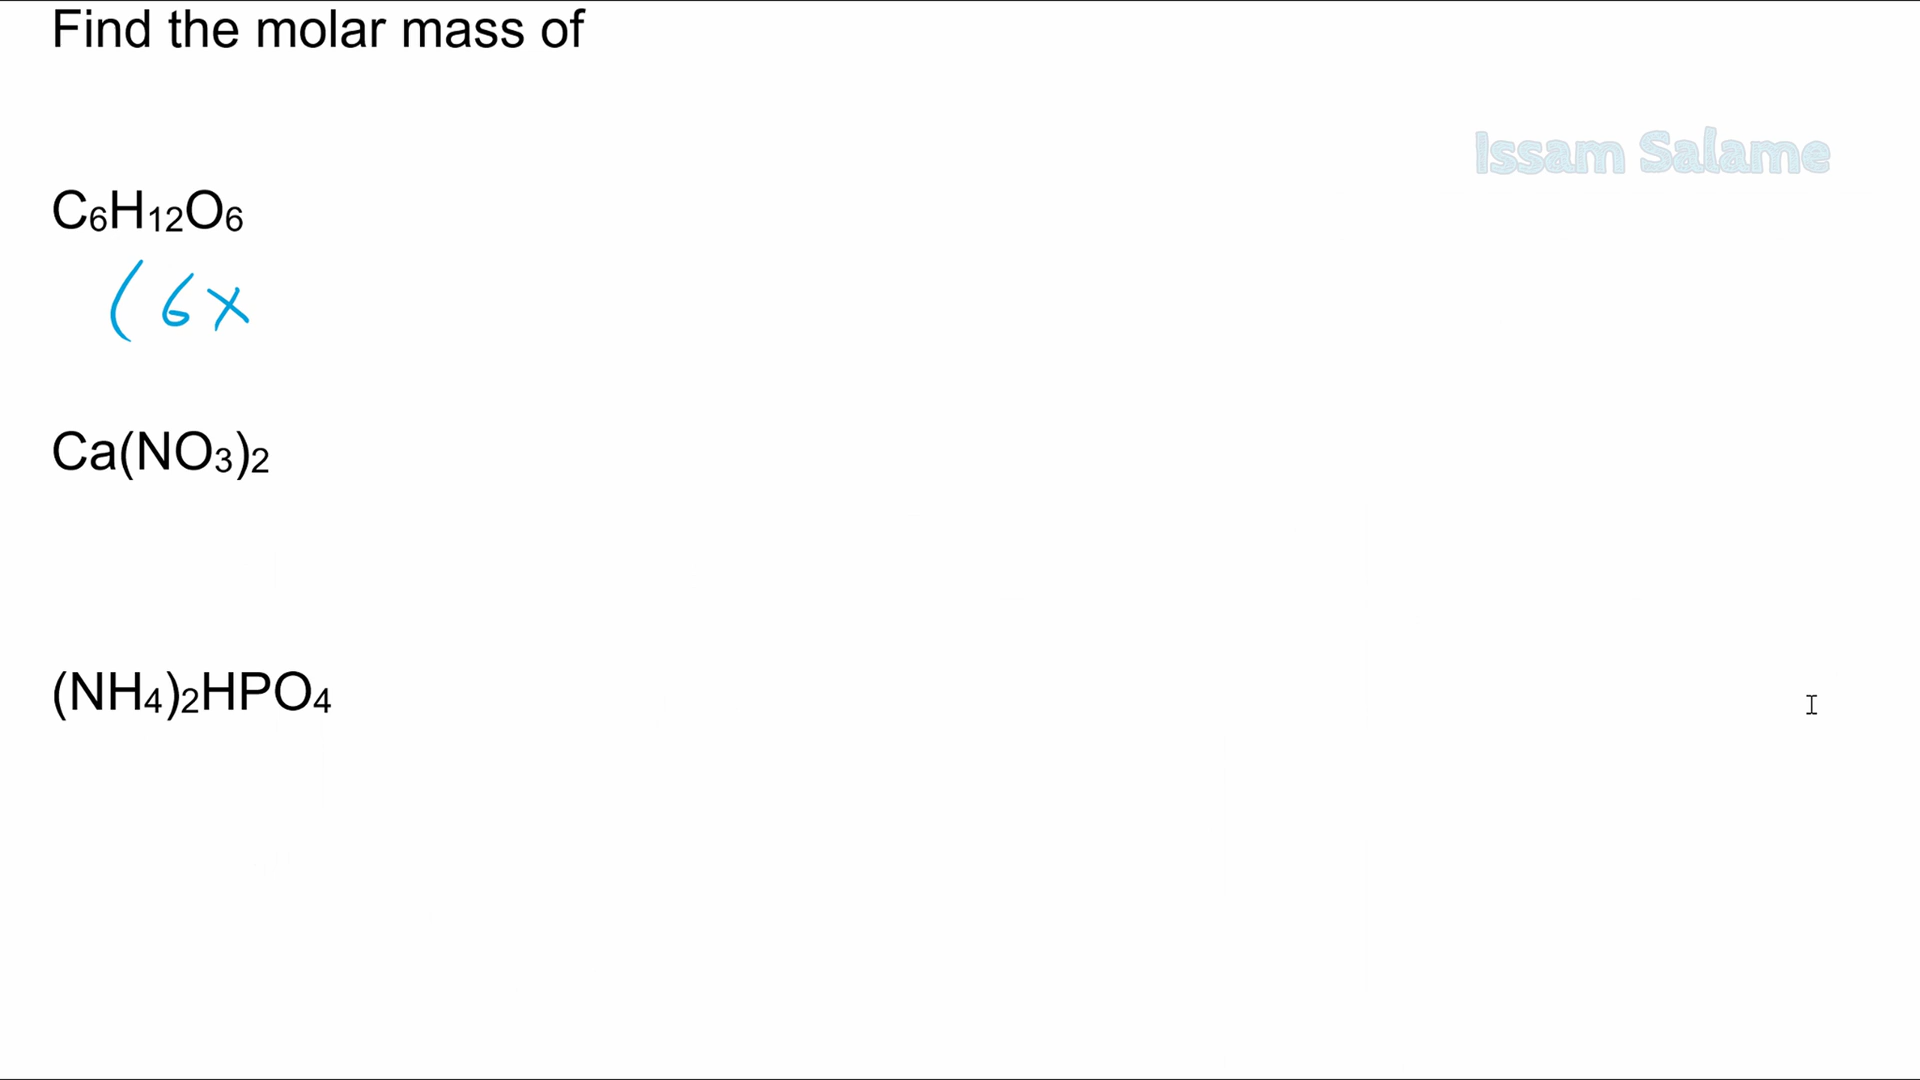 Find the molar mass of
Issam Salame
C₆H₁₂O₆
(6x
Ca(NO₃)₂
(NH₄)₂HPO₄